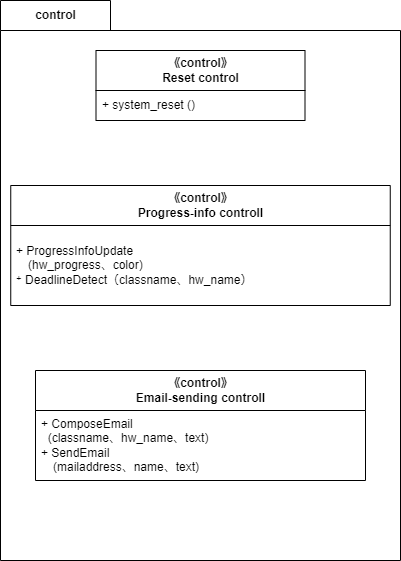 control
《control》
Reset control
+ system_reset ()
《control》
Progress-info controll
+ ProgressInfoUpdate
(hw_progress、color)
+ DeadlineDetect（classname、hw_name）
《control》
Email-sending controll
+ ComposeEmail
(classname、hw_name、text)
+ SendEmail
(mailaddress、name、text)